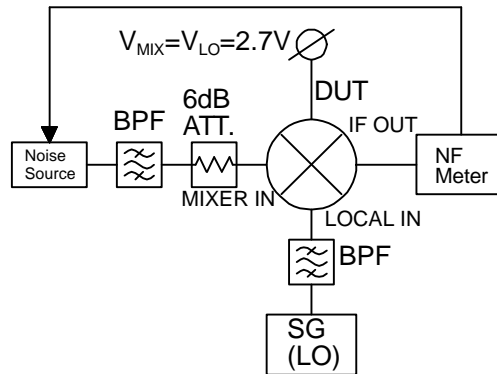 V_MIX=V_LO=2.7V
DUT
6dB
ATT.
BPF
IF OUT
Noise
Source
MIXER IN
NF
Meter
LOCAL IN
BPF
SG
(LO)